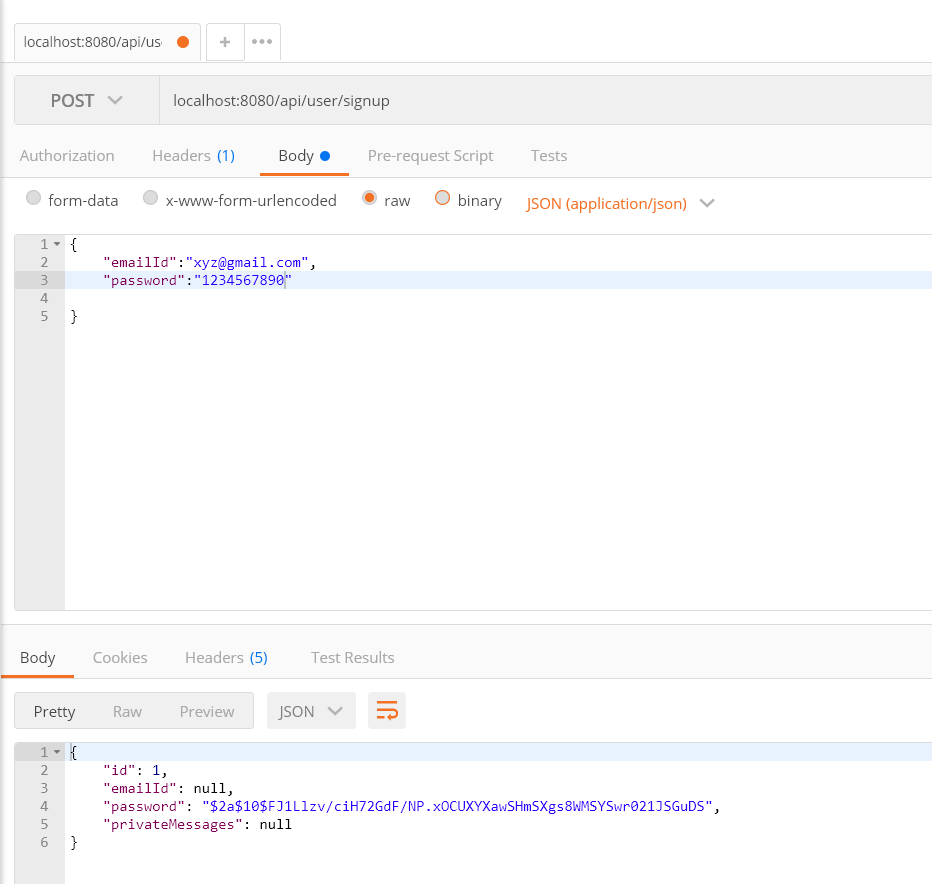 localhost:8080/api/us
+ •••
POST localhost:8080/api/user/signup
Authorization Headers (1) Body Pre-request Script Tests
form-data x-www-form-urlencoded raw binary JSON (application/json)
1 {
2 "emailId":"xyz@gmail.com",
3 "password":"1234567890"
4
5 }
Body Cookies Headers (5) Test Results
Pretty Raw Preview JSON
1 {
2 "id": 1,
3 "emailId": null,
4 "password": "$2a$10$FJ1Llzv/ciH72GdF/NP.xOCUXYXawSHmSXgs8WMSYSwr021JSGuDS",
5 "privateMessages": null
6 }